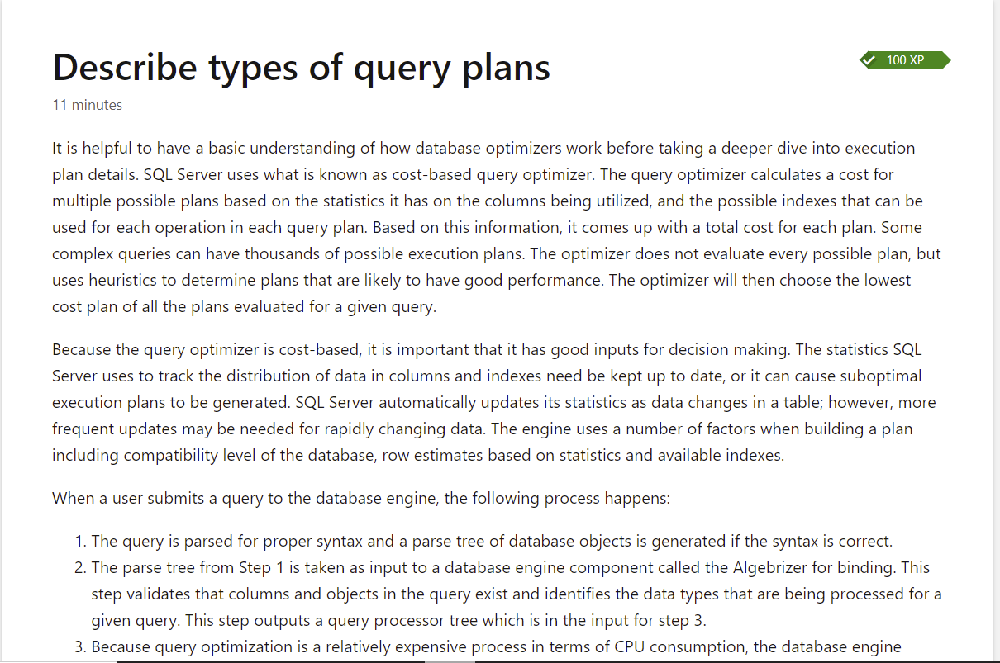 Describe types of query plans
100 XP
11 minutes
It is helpful to have a basic understanding of how database optimizers work before taking a deeper dive into execution
plan details. SQL Server uses what is known as cost-based query optimizer. The query optimizer calculates a cost for
multiple possible plans based on the statistics it has on the columns being utilized, and the possible indexes that can be
used for each operation in each query plan. Based on this information, it comes up with a total cost for each plan. Some
complex queries can have thousands of possible execution plans. The optimizer does not evaluate every possible plan, but
uses heuristics to determine plans that are likely to have good performance. The optimizer will then choose the lowest
cost plan of all the plans evaluated for a given query.
Because the query optimizer is cost-based, it is important that it has good inputs for decision making. The statistics SQL
Server uses to track the distribution of data in columns and indexes need be kept up to date, or it can cause suboptimal
execution plans to be generated. SQL Server automatically updates its statistics as data changes in a table; however, more
frequent updates may be needed for rapidly changing data. The engine uses a number of factors when building a plan
including compatibility level of the database, row estimates based on statistics and available indexes.
When a user submits a query to the database engine, the following process happens:
1. The query is parsed for proper syntax and a parse tree of database objects is generated if the syntax is correct.
2. The parse tree from Step 1 is taken as input to a database engine component called the Algebrizer for binding. This
step validates that columns and objects in the query exist and identifies the data types that are being processed for a
given query. This step outputs a query processor tree which is in the input for step 3.
3. Because query optimization is a relatively expensive process in terms of CPU consumption, the database engine